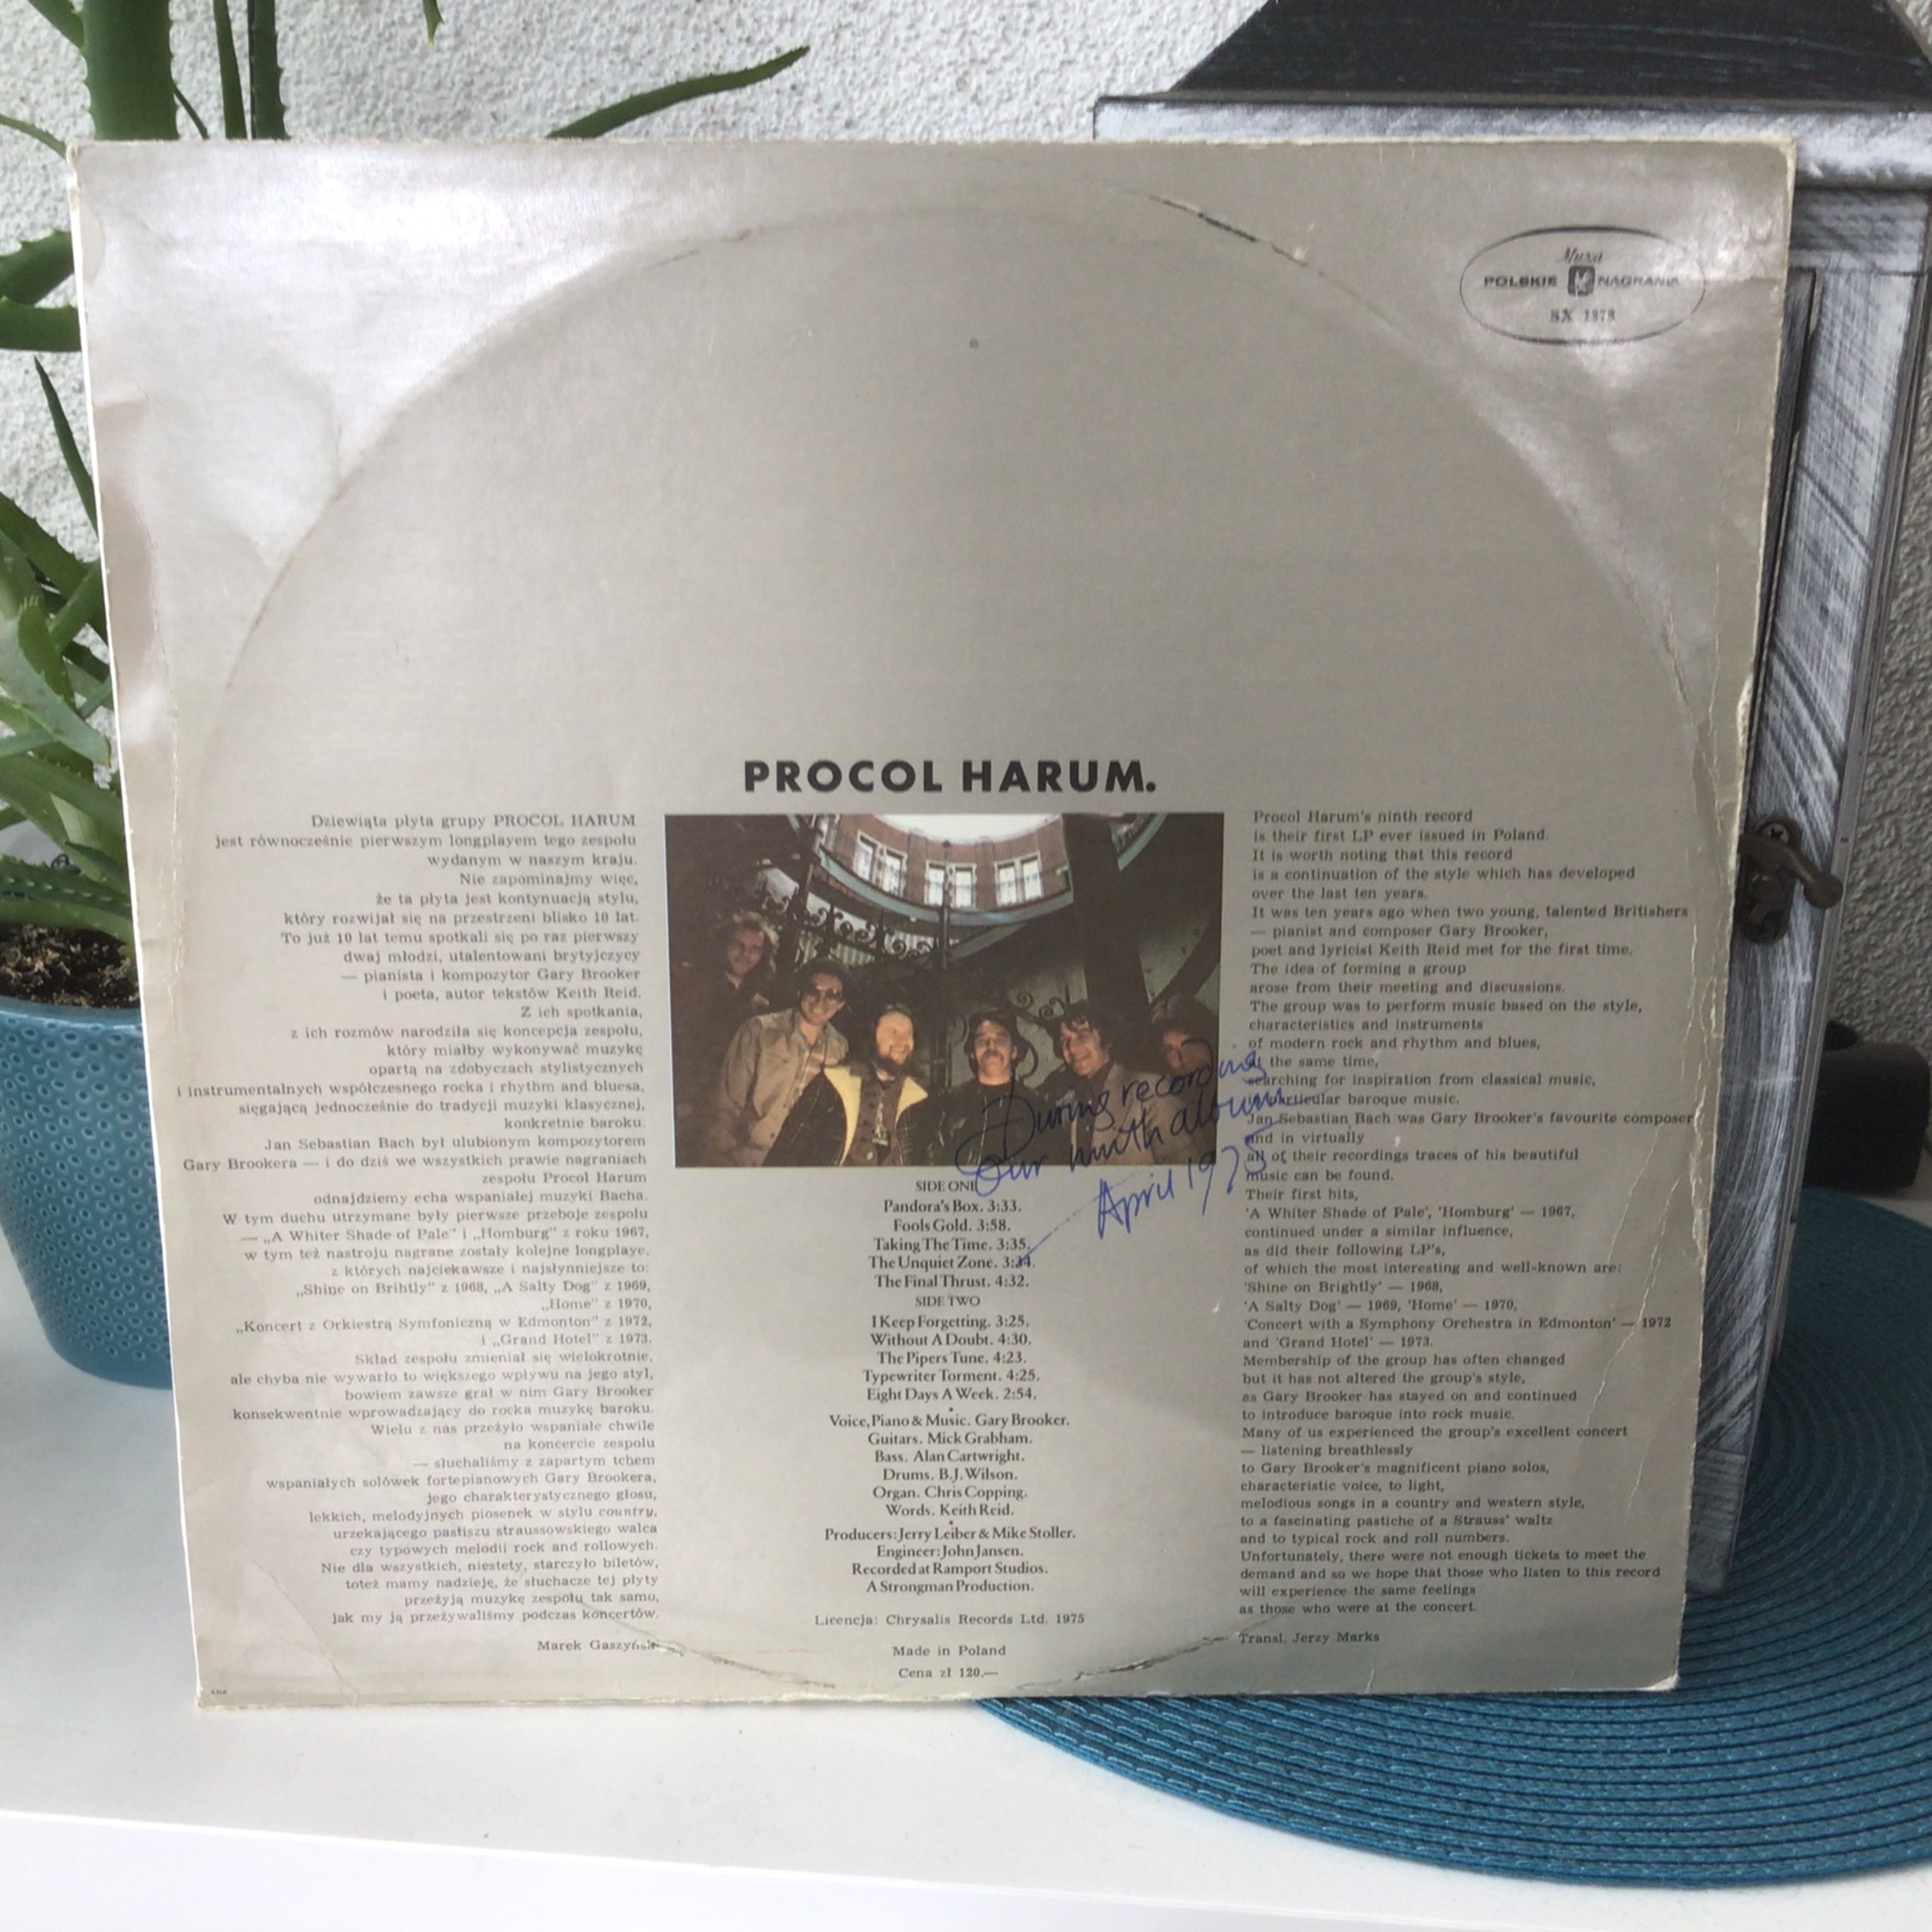 Muza
POLSKIE NAGRANIA
SX 1878
PROCOL HARUM.
Dziewiąta płyta grupy PROCOL HARUM
jest równocześnie pierwszym longplayem tego zespołu
wydanym w naszym kraju.
Nie zapominajmy więc,
że ta płyta jest kontynuacją stylu,
który rozwijał się na przestrzeni blisko 10 lat.
To już 10 lat temu spotkali się po raz pierwszy
dwaj młodzi, utalentowani brytyjczycy
— pianista i kompozytor Gary Brooker
i poeta, autor tekstów Keith Reid.
Z ich spotkania,
z ich rozmów narodziła się koncepcja zespołu,
który miałby wykonywać muzykę
opartą na zdobyczach stylistycznych
i instrumentalnych współczesnego rocka i rhythm and bluesa,
sięgającą jednocześnie do tradycji muzyki klasycznej,
konkretnie baroku.
Jan Sebastian Bach był ulubionym kompozytorem
Gary Brookera — i do dziś we wszystkich prawie nagraniach
zespołu Procol Harum
odnajdziemy echa wspaniałej muzyki Bacha.
W tym duchu utrzymane były pierwsze przeboje zespołu
— „A Whiter Shade of Pale" i „Homburg" z roku 1967,
w tym też nastroju nagrane zostały kolejne longplaye,
z których najciekawsze i najsłynniejsze to:
„Shine on Brihtly" z 1968, „A Salty Dog" z 1969,
„Home" z 1970,
„Koncert z Orkiestrą Symfoniczną w Edmonton" z 1972,
i „Grand Hotel" z 1973.
Skład zespołu zmieniał się wielokrotnie,
ale chyba nie wywarło to większego wpływu na jego styl,
bowiem zawsze grał w nim Gary Brooker
konsekwentnie wprowadzający do rocka muzykę baroku.
Wielu z nas przeżyło wspaniałe chwile
na koncercie zespołu
— słuchaliśmy z zapartym tchem
wspaniałych solówek fortepianowych Gary Brookera,
jego charakterystycznego głosu,
lekkich, melodyjnych piosenek w stylu country,
urzekającego pastiszu straussowskiego walca
czy typowych melodii rock and rollowych.
Nie dla wszystkich, niestety, starczyło biletów,
toteż mamy nadzieję, że słuchacze tej płyty
przeżyją muzykę zespołu tak samo,
jak my ją przeżywaliśmy podczas koncertów.
Marek Gaszyński
During recording
our ninth album
April 1975
SIDE ONE
Pandora's Box. 3:33.
Fools Gold. 3:58.
Taking The Time. 3:35.
The Unquiet Zone. 3:34.
The Final Thrust. 4:32.
SIDE TWO
I Keep Forgetting. 3:25.
Without A Doubt. 4:30.
The Pipers Tune. 4:23.
Typewriter Torment. 4:25.
Eight Days A Week. 2:54.
Voice, Piano & Music. Gary Brooker.
Guitars. Mick Grabham.
Bass. Alan Cartwright.
Drums. B.J. Wilson.
Organ. Chris Copping.
Words. Keith Reid.
Producers: Jerry Leiber & Mike Stoller.
Engineer: John Jansen.
Recorded at Ramport Studios.
A Strongman Production.
Licencja: Chrysalis Records Ltd. 1975
Made in Poland
Cena zł 120.—
Procol Harum's ninth record
is their first LP ever issued in Poland.
It is worth noting that this record
is a continuation of the style which has developed
over the last ten years.
It was ten years ago when two young, talented Britishers
— pianist and composer Gary Brooker,
poet and lyricist Keith Reid met for the first time.
The idea of forming a group
arose from their meeting and discussions.
The group was to perform music based on the style,
characteristics and instruments
of modern rock and rhythm and blues,
at the same time,
searching for inspiration from classical music,
particular baroque music.
Jan Sebastian Bach was Gary Brooker's favourite composer
and in virtually
all of their recordings traces of his beautiful
music can be found.
Their first hits,
'A Whiter Shade of Pale', 'Homburg' — 1967,
continued under a similar influence,
as did their following LP's,
of which the most interesting and well-known are:
'Shine on Brightly' — 1968,
'A Salty Dog' — 1969, 'Home' — 1970,
'Concert with a Symphony Orchestra in Edmonton' — 1972
and 'Grand Hotel' — 1973.
Membership of the group has often changed
but it has not altered the group's style,
as Gary Brooker has stayed on and continued
to introduce baroque into rock music.
Many of us experienced the group's excellent concert
— listening breathlessly
to Gary Brooker's magnificent piano solos,
characteristic voice, to light,
melodious songs in a country and western style,
to a fascinating pastiche of a Strauss' waltz
and to typical rock and roll numbers.
Unfortunately, there were not enough tickets to meet the
demand and so we hope that those who listen to this record
will experience the same feelings
as those who were at the concert.
Transl. Jerzy Marks